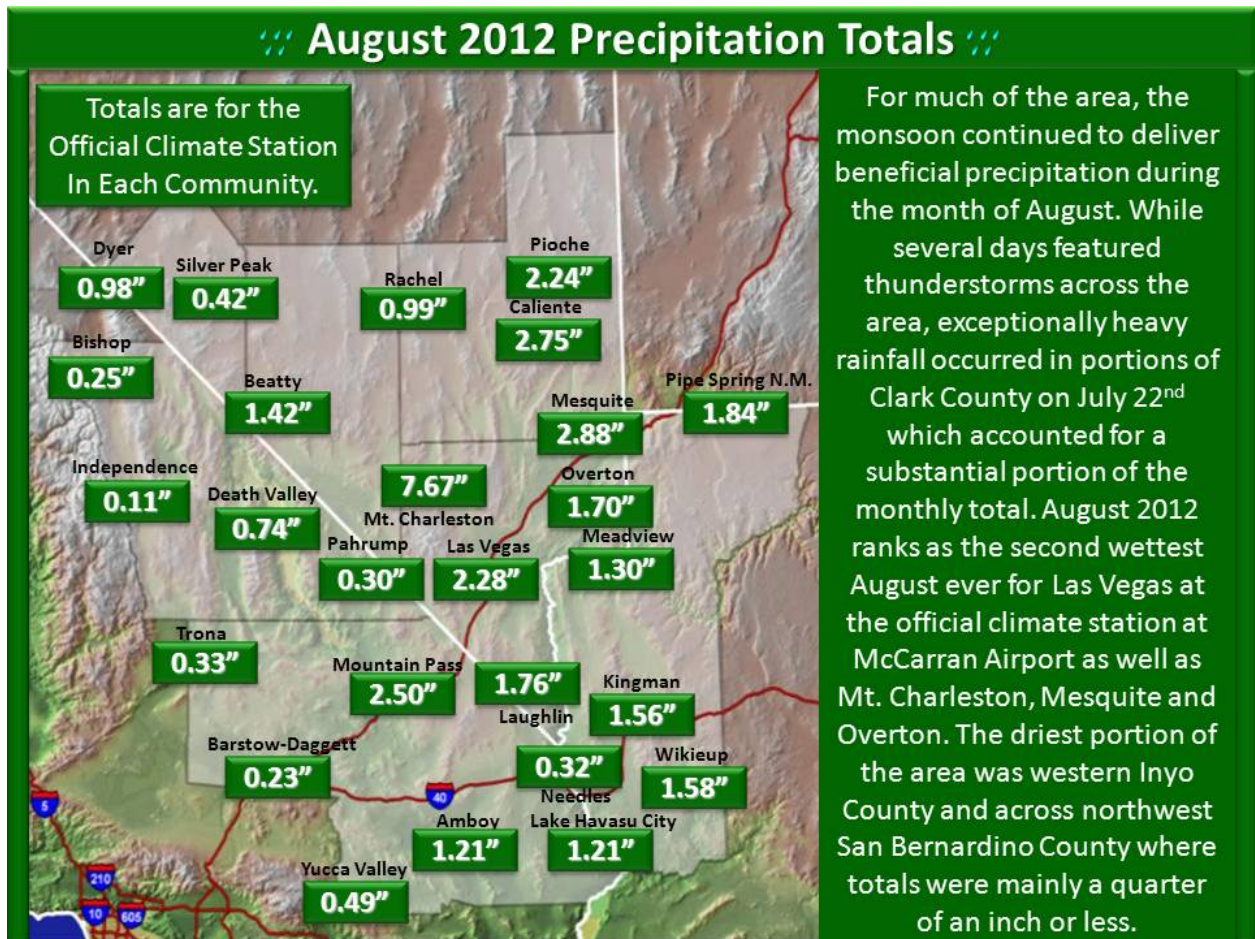 August 2012 Precipitation Totals
Totals are for the
Official Climate Station
In Each Community.
Dyer
0.98”
Silver Peak
0.42”
Rachel
0.99”
Pioche
2.24”
Caliente
2.75”
Bishop
0.25”
Beatty
1.42”
Pipe Spring N.M.
1.84”
Mesquite
2.88”
Independence
0.11”
Death Valley
0.74”
7.67”
Mt. Charleston
Overton
1.70”
Pahrump
0.30”
Las Vegas
2.28”
Meadview
1.30”
Trona
0.33”
Mountain Pass
2.50”
1.76”
Laughlin
Kingman
1.56”
Barstow-Daggett
0.23”
0.32”
Needles
Wikieup
1.58”
Amboy
1.21”
Lake Havasu City
1.21”
Yucca Valley
0.49”
5
40
210
10
605
For much of the area, the
monsoon continued to deliver
beneficial precipitation during
the month of August. While
several days featured
thunderstorms across the
area, exceptionally heavy
rainfall occurred in portions of
Clark County on July 22nd
which accounted for a
substantial portion of the
monthly total. August 2012
ranks as the second wettest
August ever for Las Vegas at
the official climate station at
McCarran Airport as well as
Mt. Charleston, Mesquite and
Overton. The driest portion of
the area was western Inyo
County and across northwest
San Bernardino County where
totals were mainly a quarter
of an inch or less.